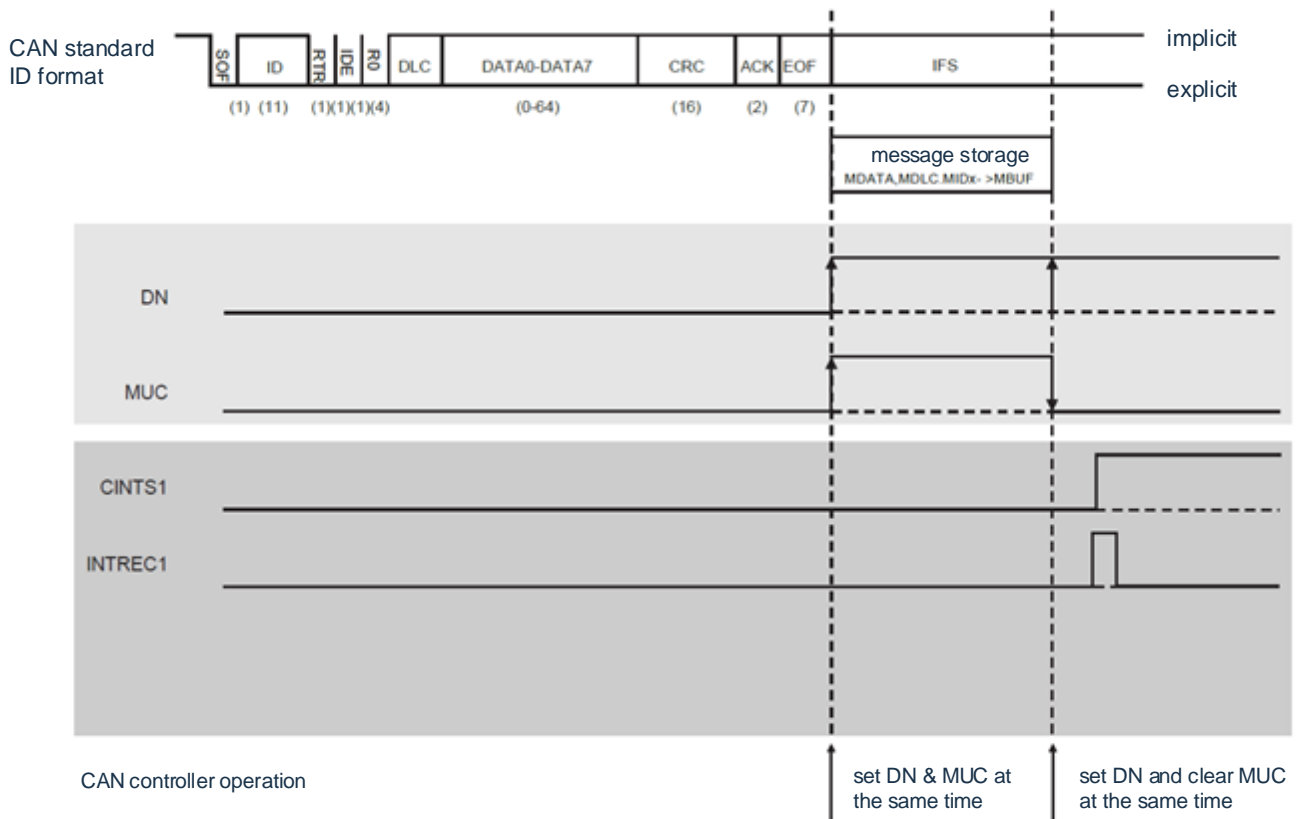 CAN standard
ID format
SOF ID RTR IDE R0 DLC DATA0-DATA7 CRC ACK EOF IFS
implicit
explicit
(1) (11) (1)(1)(1)(4) (0-64) (16) (2) (7)
message storage
MDATA,MDLC.MIDx- >MBUF
DN
MUC
CINTS1
INTREC1
CAN controller operation
set DN & MUC at
the same time
set DN and clear MUC
at the same time